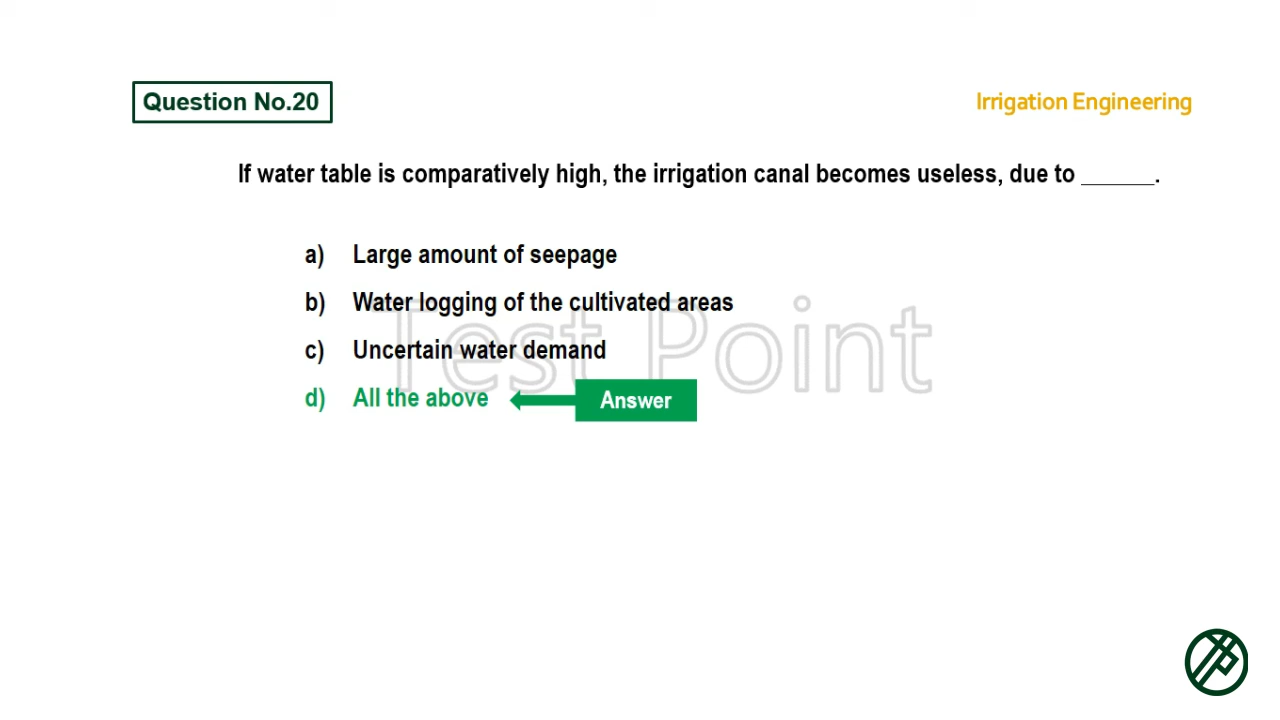 Question No.20
Irrigation Engineering
If water table is comparatively high, the irrigation canal becomes useless, due to ______.
a) Large amount of seepage
b) Water logging of the cultivated areas
c) Uncertain water demand
d) All the above
Answer
Test Point